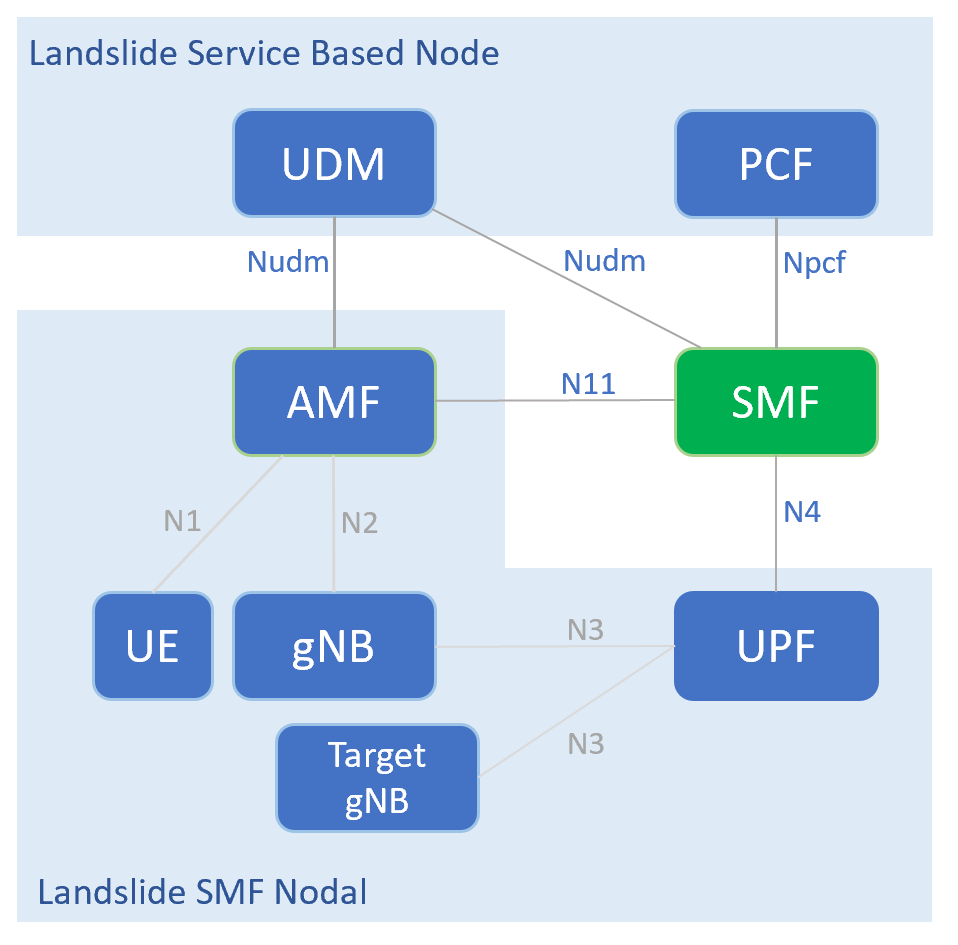 Landslide Service Based Node
UDM
PCF
Nudm
Nudm
Npcf
AMF
N11
SMF
N1
N2
N4
UE
gNB
N3
UPF
Target
gNB
N3
Landslide SMF Nodal